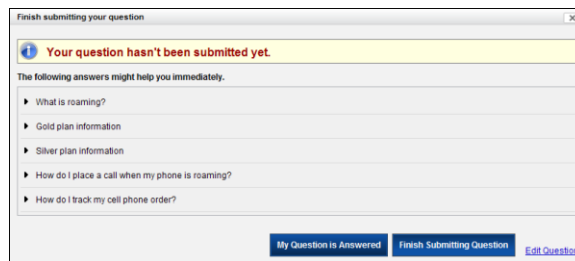 Finish submitting your question
Your question hasn't been submitted yet.
The following answers might help you immediately.
What is roaming?
Gold plan information
Silver plan information
How do I place a call when my phone is roaming?
How do I track my cell phone order?
My Question is Answered
Finish Submitting Question
Edit Question